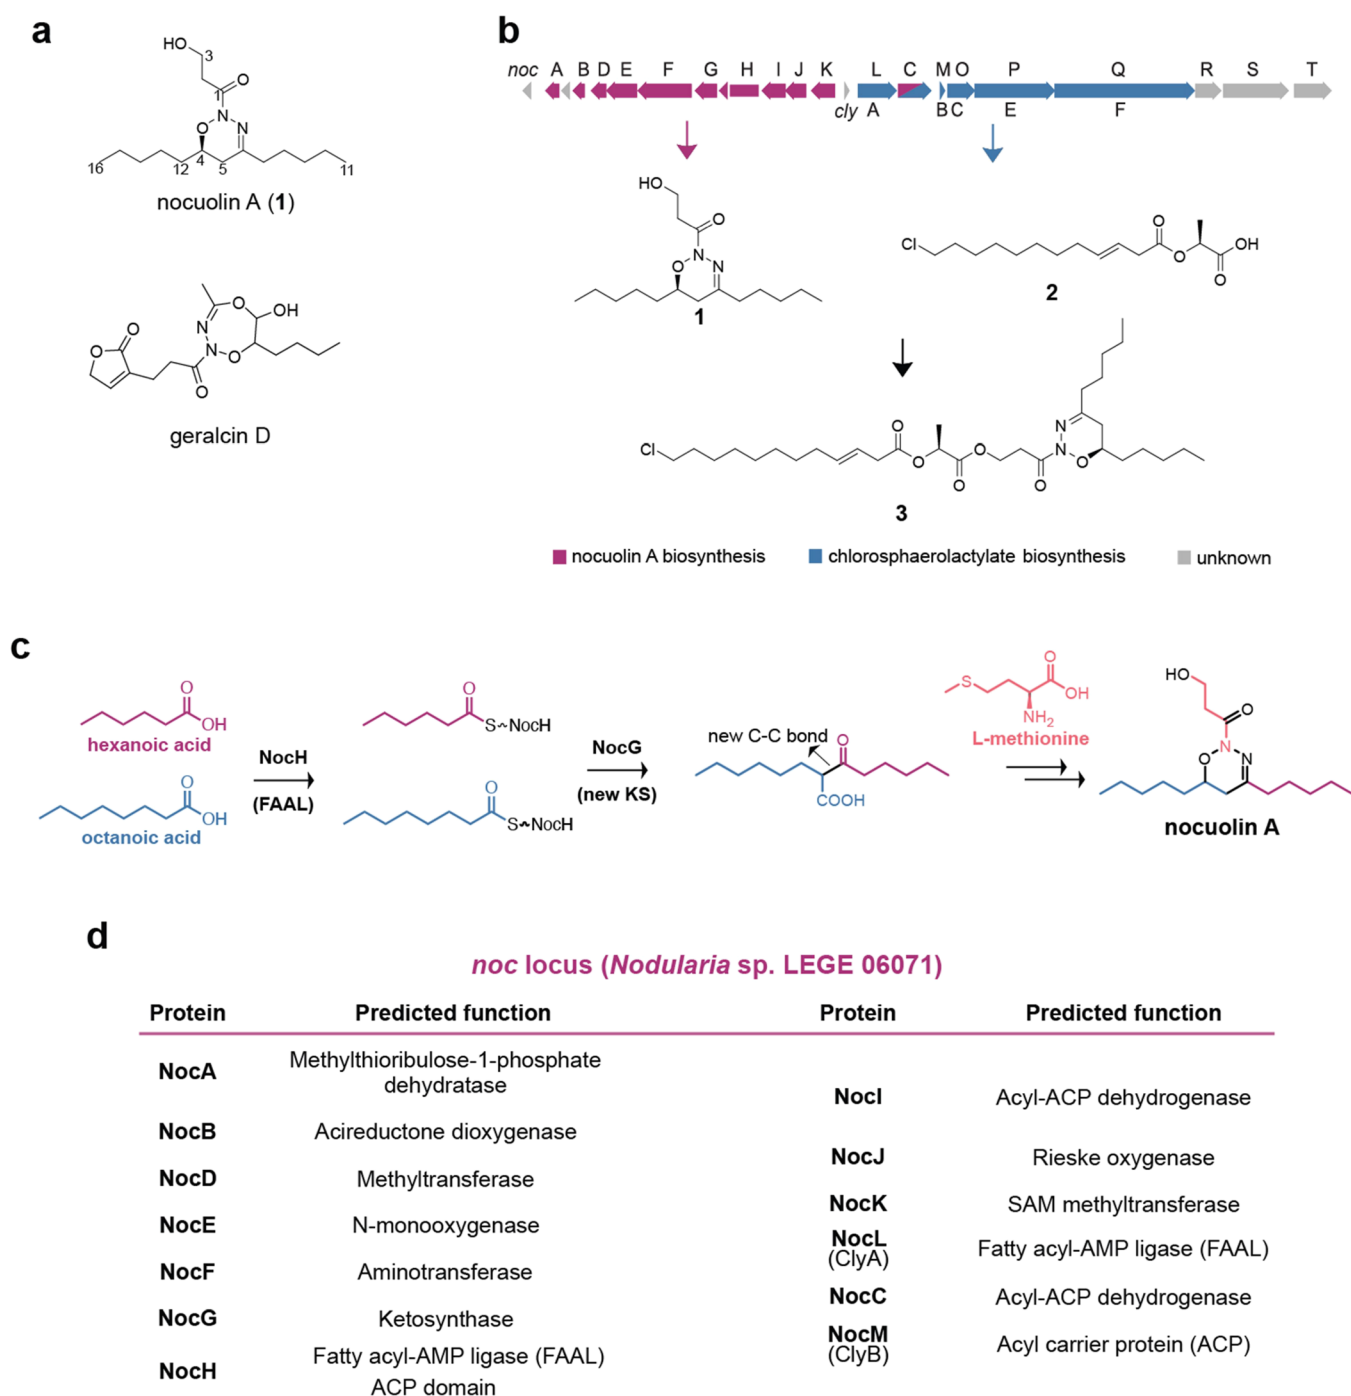 a
HO
3
O
1
N
N
O
16
12
4
5
11
nocuolin A (1)
O
O
OH
N
N
O
O
O
O
geralcin D
b
noc A B D E F G H I J K L C M O P Q R S T
cly A B C E F
HO
O
N
N
O
1
Cl
O
O
OH
O
2
Cl
O
O
O
O
O
N
N
O
3
nocuolin A biosynthesis
chlorosphaerolactylate biosynthesis
unknown
c
O
OH
hexanoic acid
O
OH
octanoic acid
NocH
(FAAL)
O
S~NocH
O
S~NocH
NocG
(new KS)
new C-C bond
O
COOH
S
O
OH
NH2
L-methionine
HO
O
N
N
O
nocuolin A
d
noc locus (Nodularia sp. LEGE 06071)
Protein Predicted function Protein Predicted function
NocA Methylthioribulose-1-phosphate
dehydratase
NocB Acireductone dioxygenase
NocD Methyltransferase
NocE N-monooxygenase
NocF Aminotransferase
NocG Ketosynthase
NocH Fatty acyl-AMP ligase (FAAL)
ACP domain
NocI Acyl-ACP dehydrogenase
NocJ Rieske oxygenase
NocK SAM methyltransferase
NocL
(ClyA) Fatty acyl-AMP ligase (FAAL)
NocC Acyl-ACP dehydrogenase
NocM
(ClyB) Acyl carrier protein (ACP)